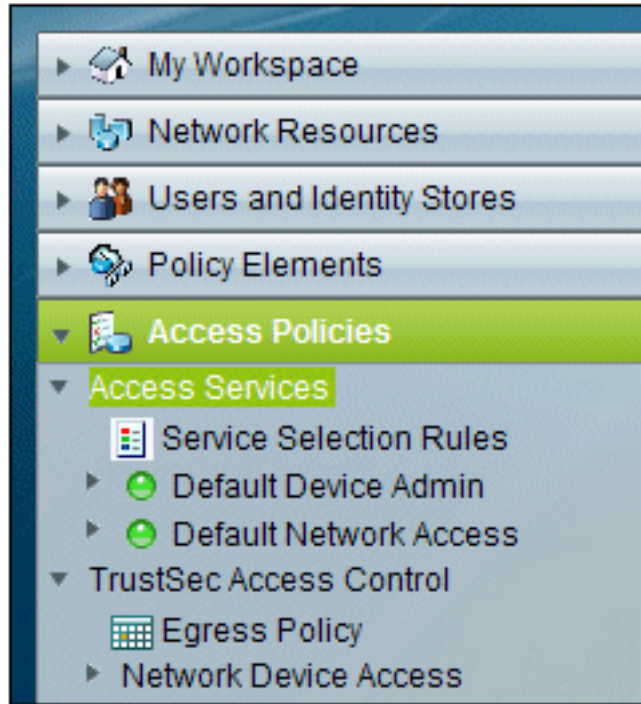 My Workspace
Network Resources
Users and Identity Stores
Policy Elements
Access Policies
Access Services
Service Selection Rules
Default Device Admin
Default Network Access
TrustSec Access Control
Egress Policy
Network Device Access